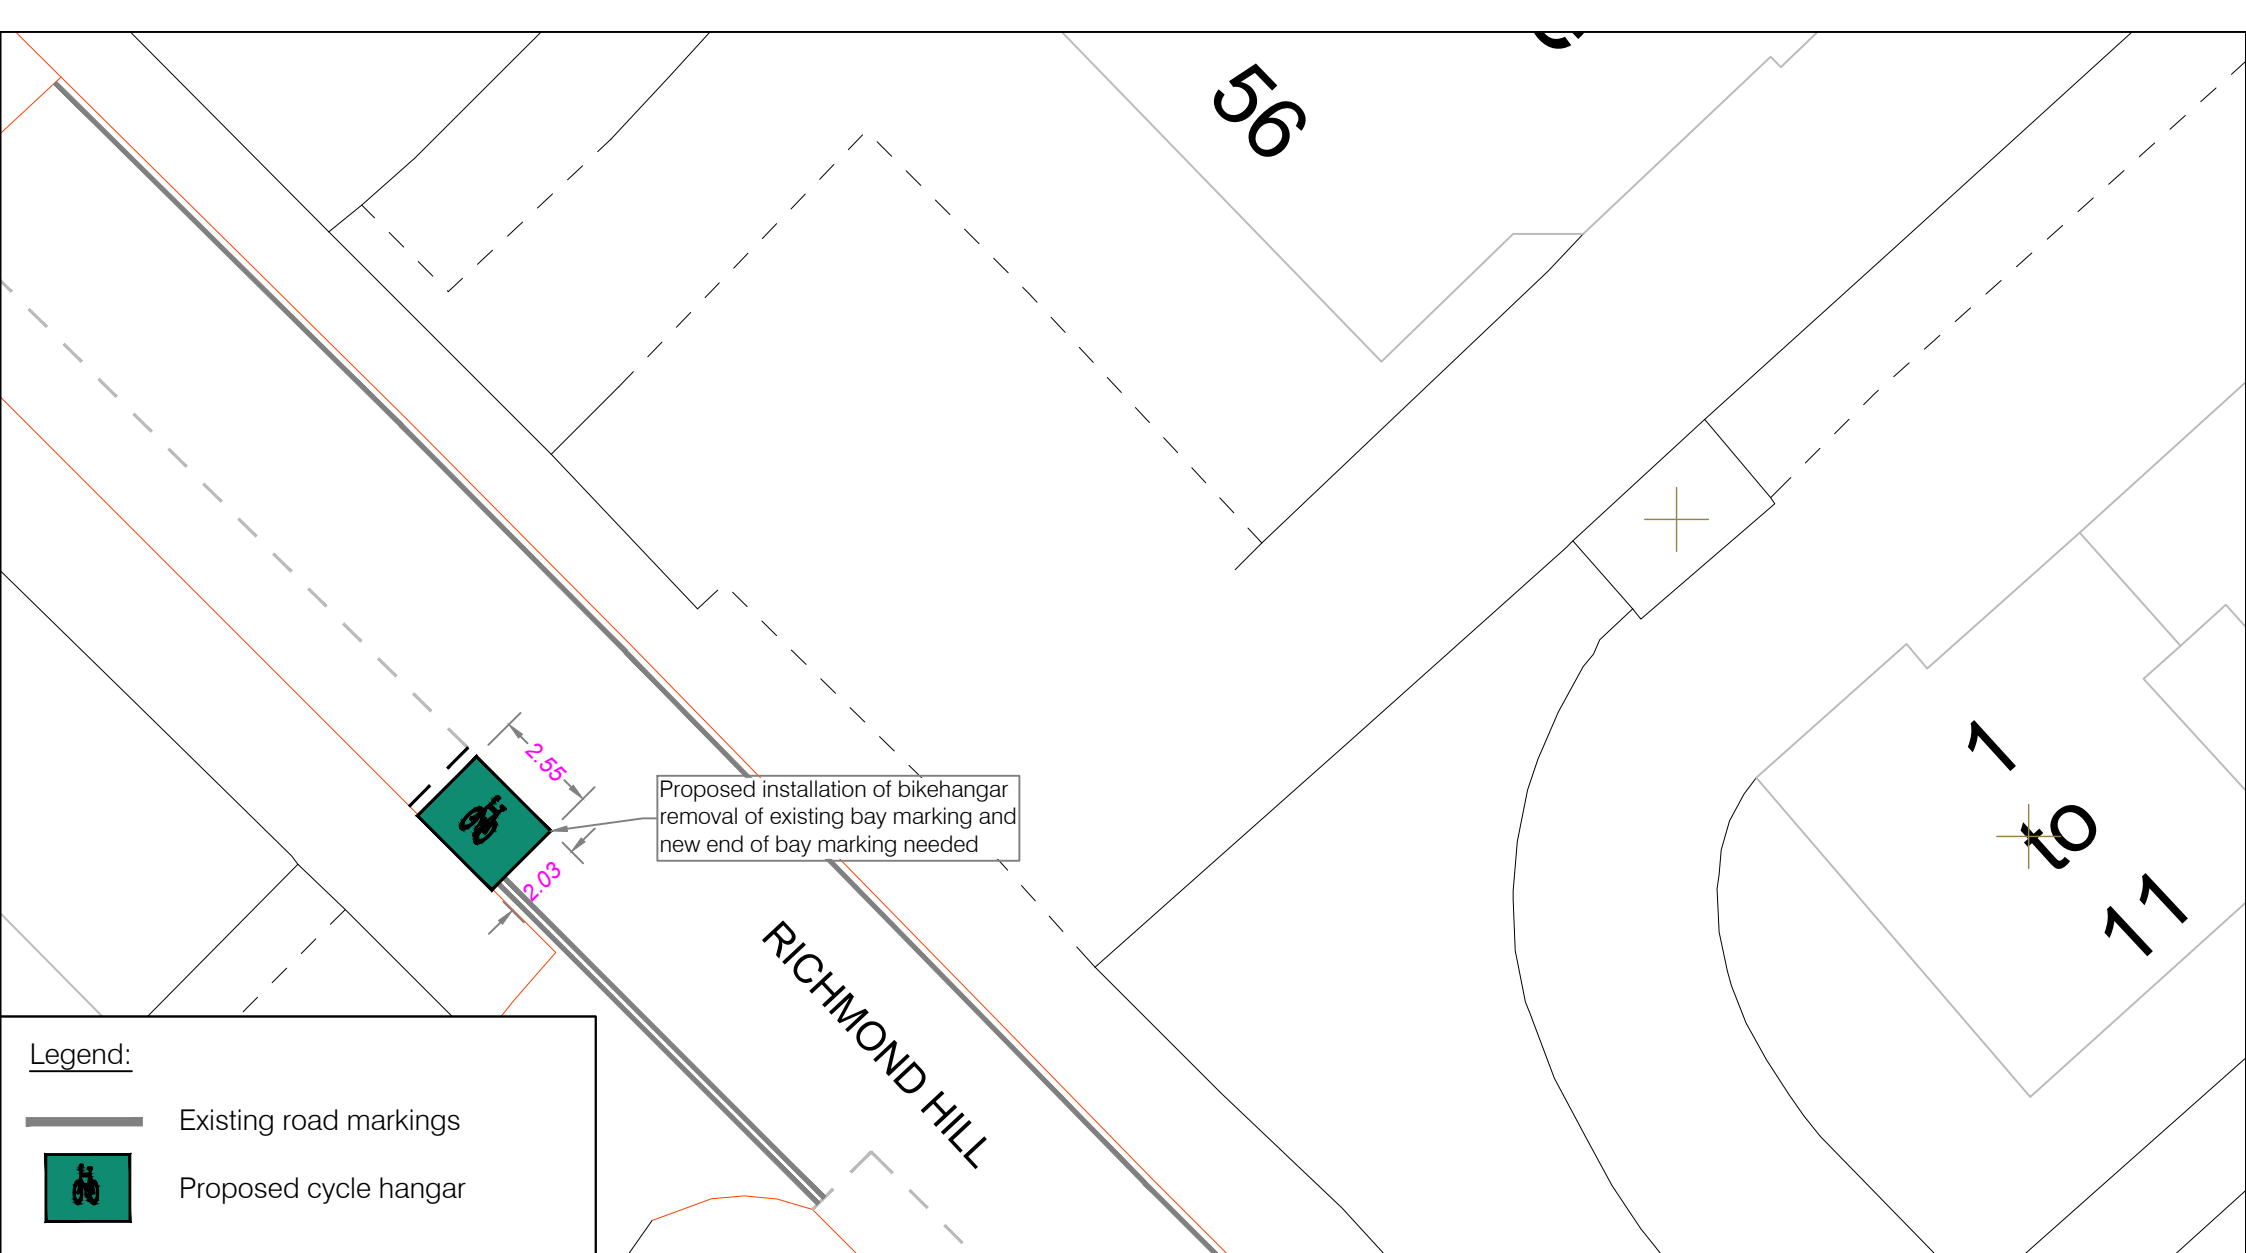 56
2.55
Proposed installation of bikehangar
removal of existing bay marking and
new end of bay marking needed
2.03
RICHMOND HILL
1
to
11
Legend:
Existing road markings
Proposed cycle hangar